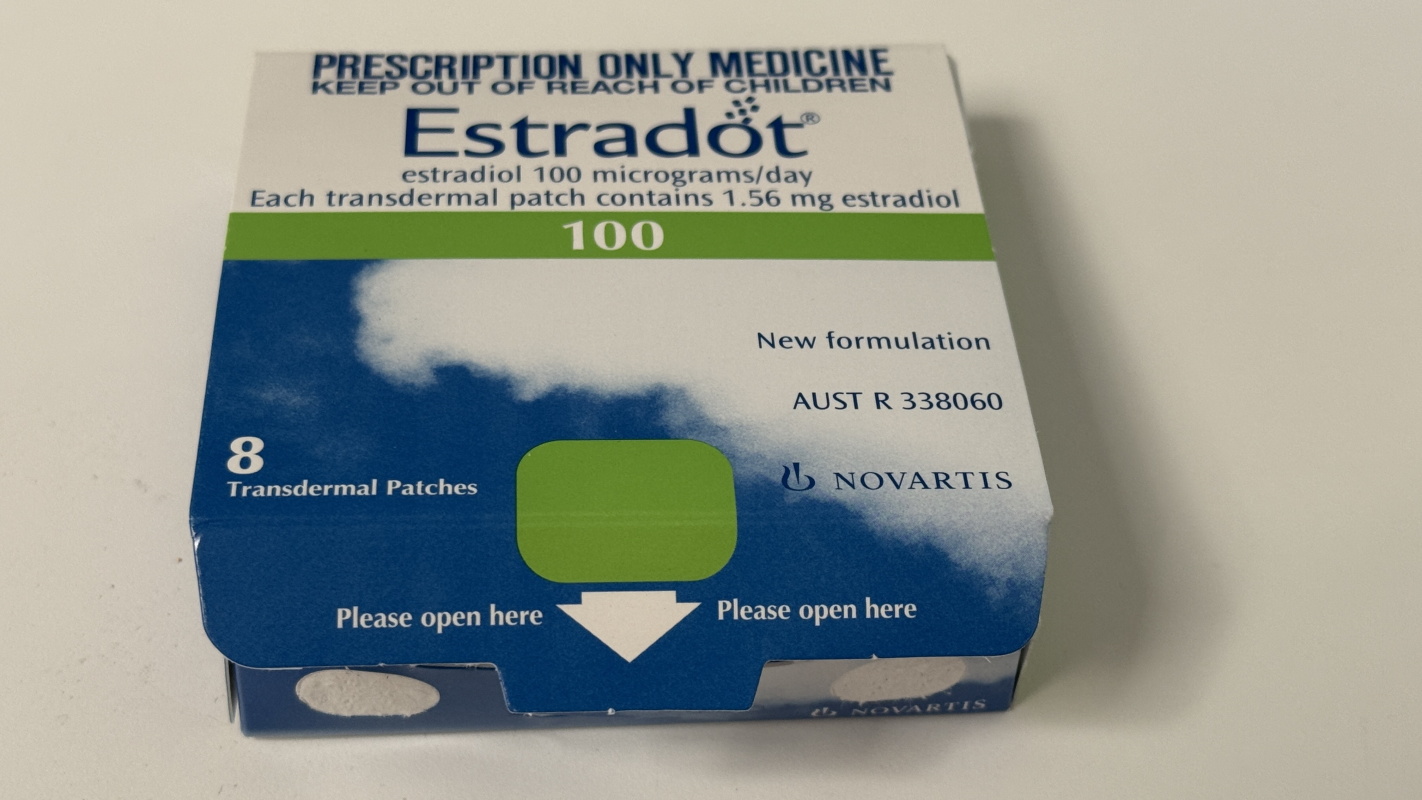 PRESCRIPTION ONLY MEDICINE
KEEP OUT OF REACH OF CHILDREN
Estradot®
estradiol 100 micrograms/day
Each transdermal patch contains 1.56 mg estradiol
100
New formulation
AUST R 338060
8
Transdermal Patches
NOVARTIS
Please open here
Please open here
NOVARTIS